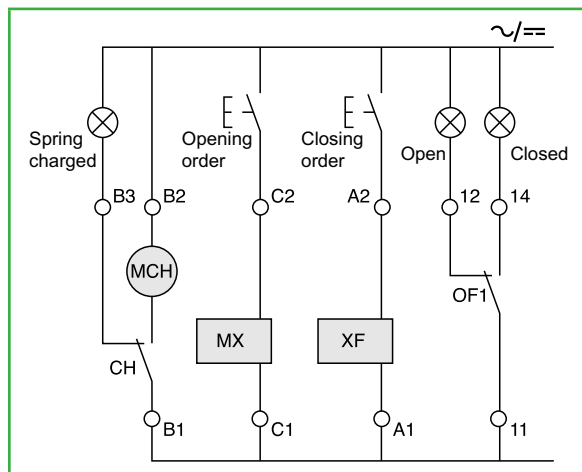 ∿/⎓
Spring
charged
Opening
order
Closing
order
Open
Closed
B3
B2
C2
A2
12
14
MCH
OF1
MX
XF
CH
B1
C1
A1
11